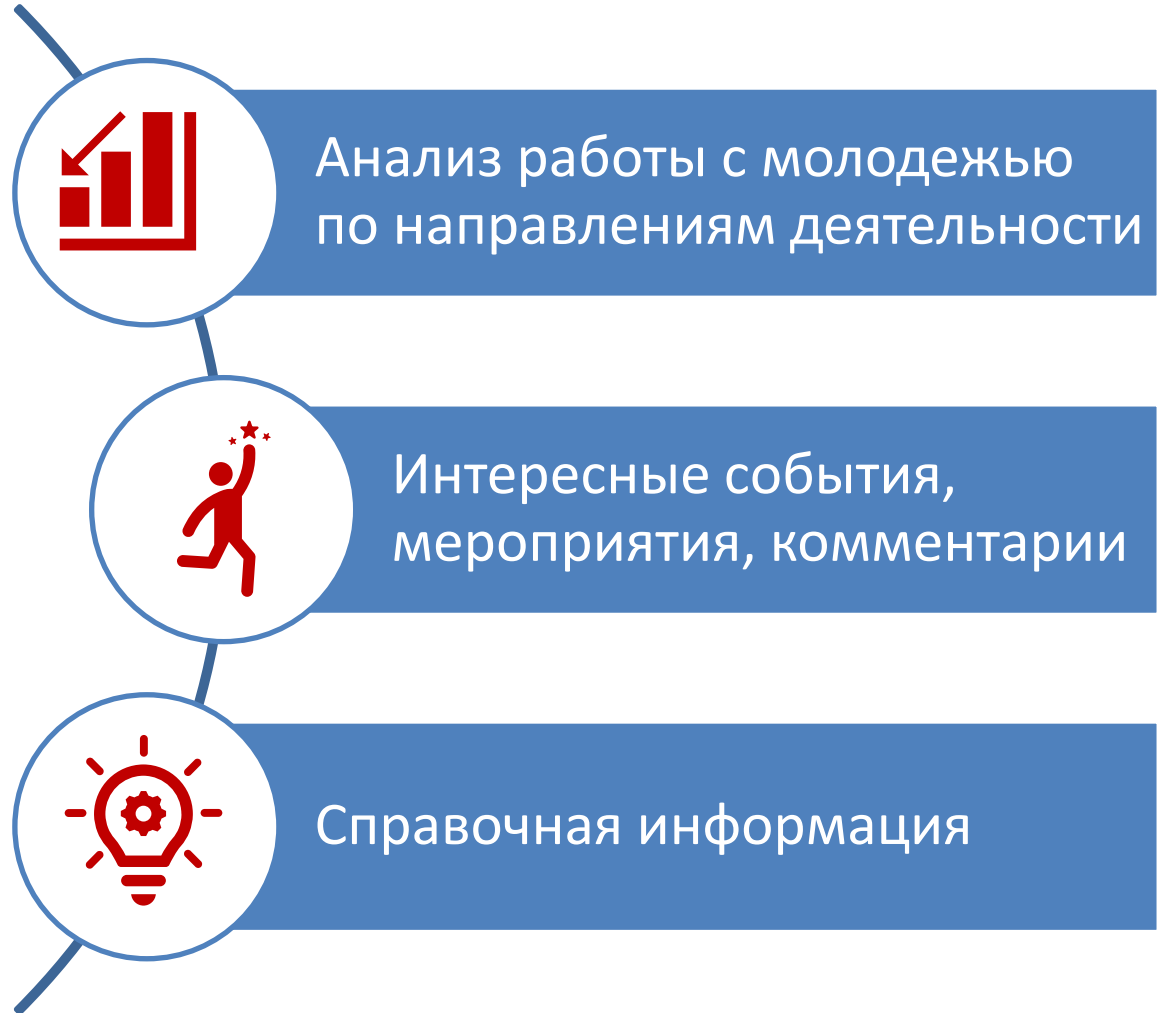 Анализ работы с молодежью
по направлениям деятельности
Интересные события,
мероприятия, комментарии
Справочная информация